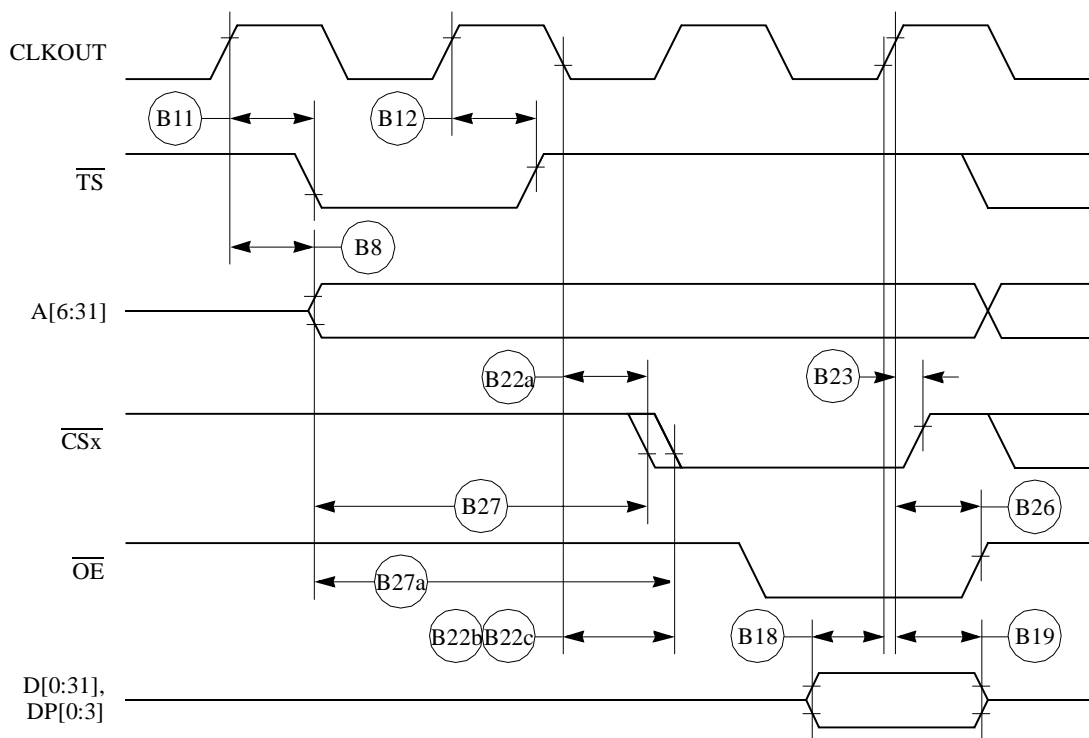 CLKOUT
B11
B12
TS
B8
A[6:31]
B22a
B23
CSx
B27
B26
OE
B27a
B22b B22c
B18
B19
D[0:31],
DP[0:3]